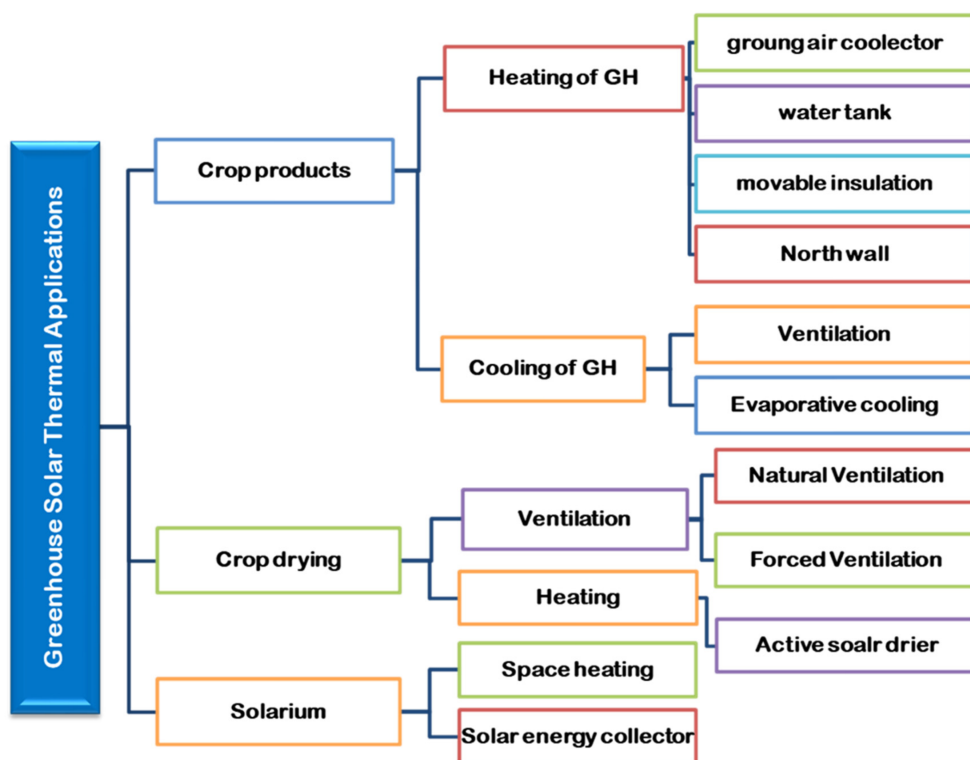 Greenhouse Solar Thermal Applications
Crop products
Heating of GH
groung air coolector
water tank
movable insulation
North wall
Cooling of GH
Ventilation
Evaporative cooling
Crop drying
Ventilation
Natural Ventilation
Forced Ventilation
Heating
Active soalr drier
Solarium
Space heating
Solar energy collector